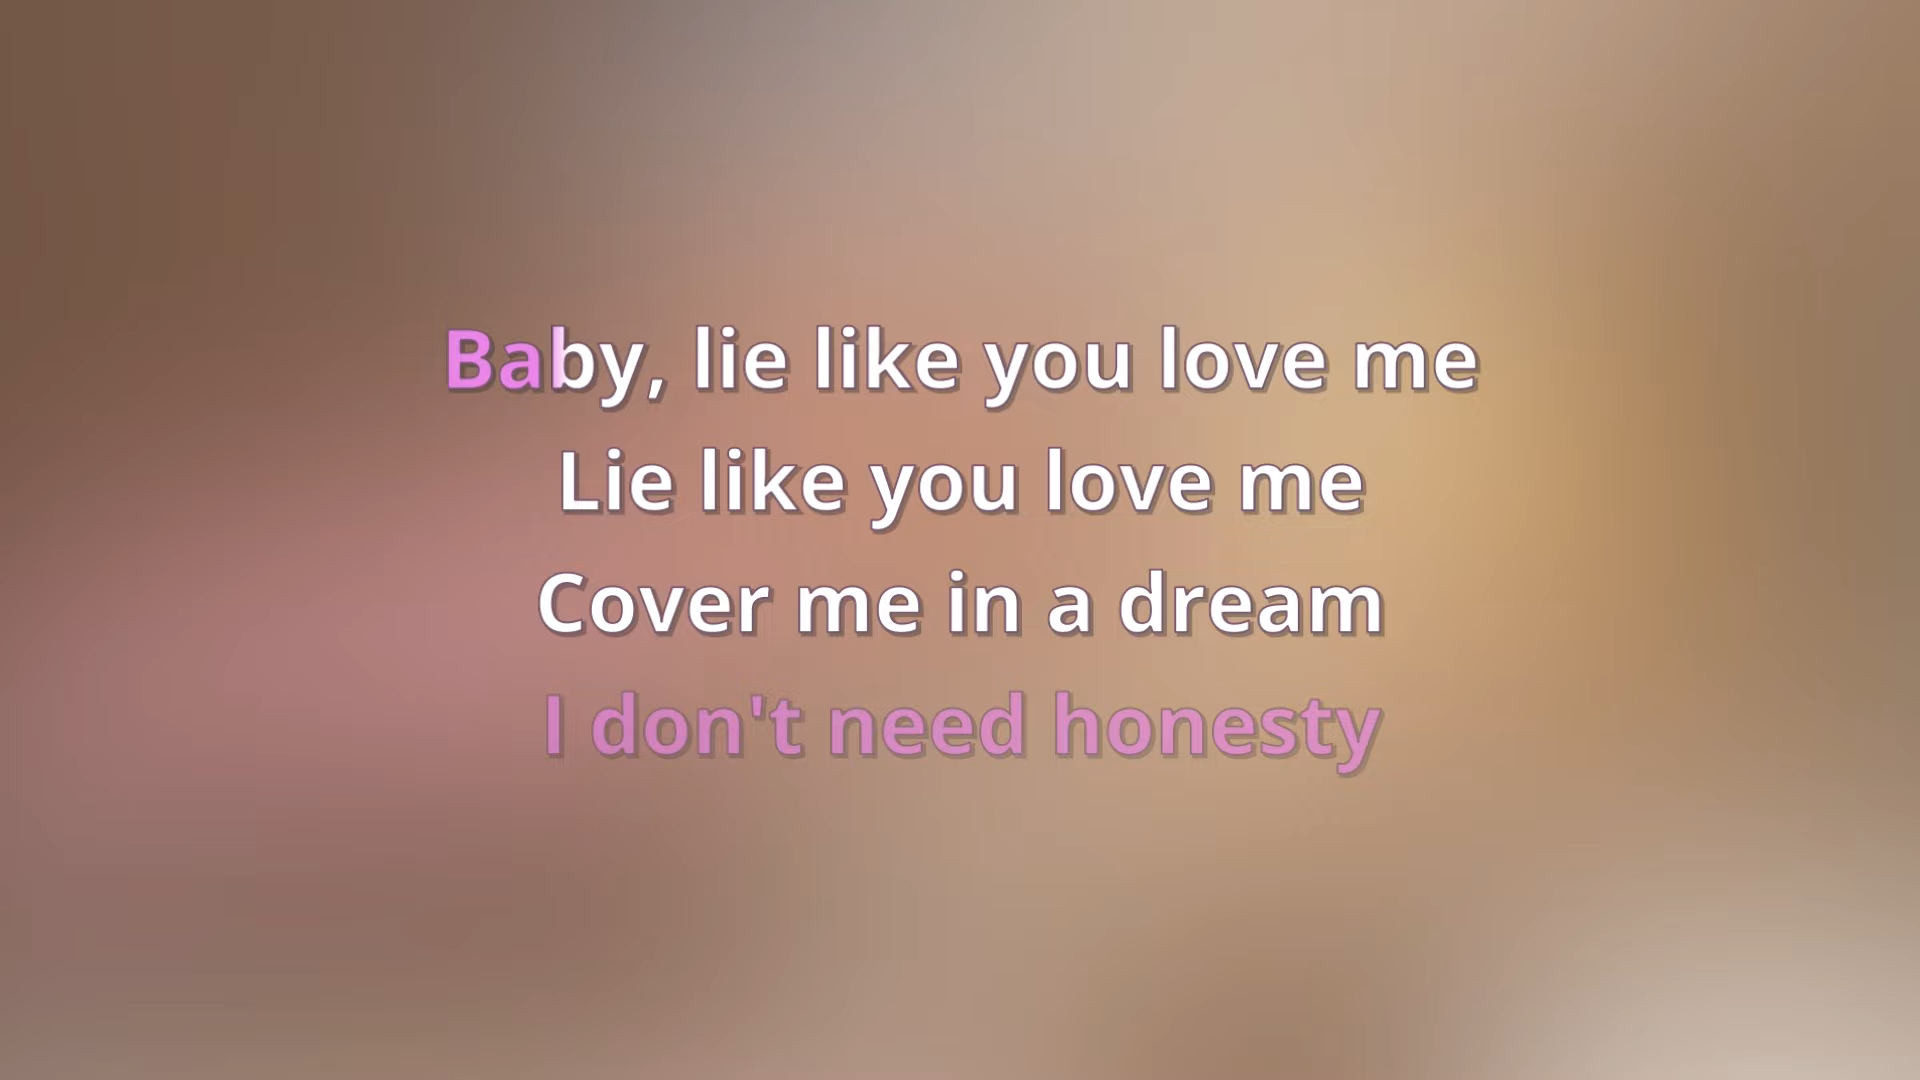 Baby, lie like you love me
Lie like you love me
Cover me in a dream
I don't need honesty